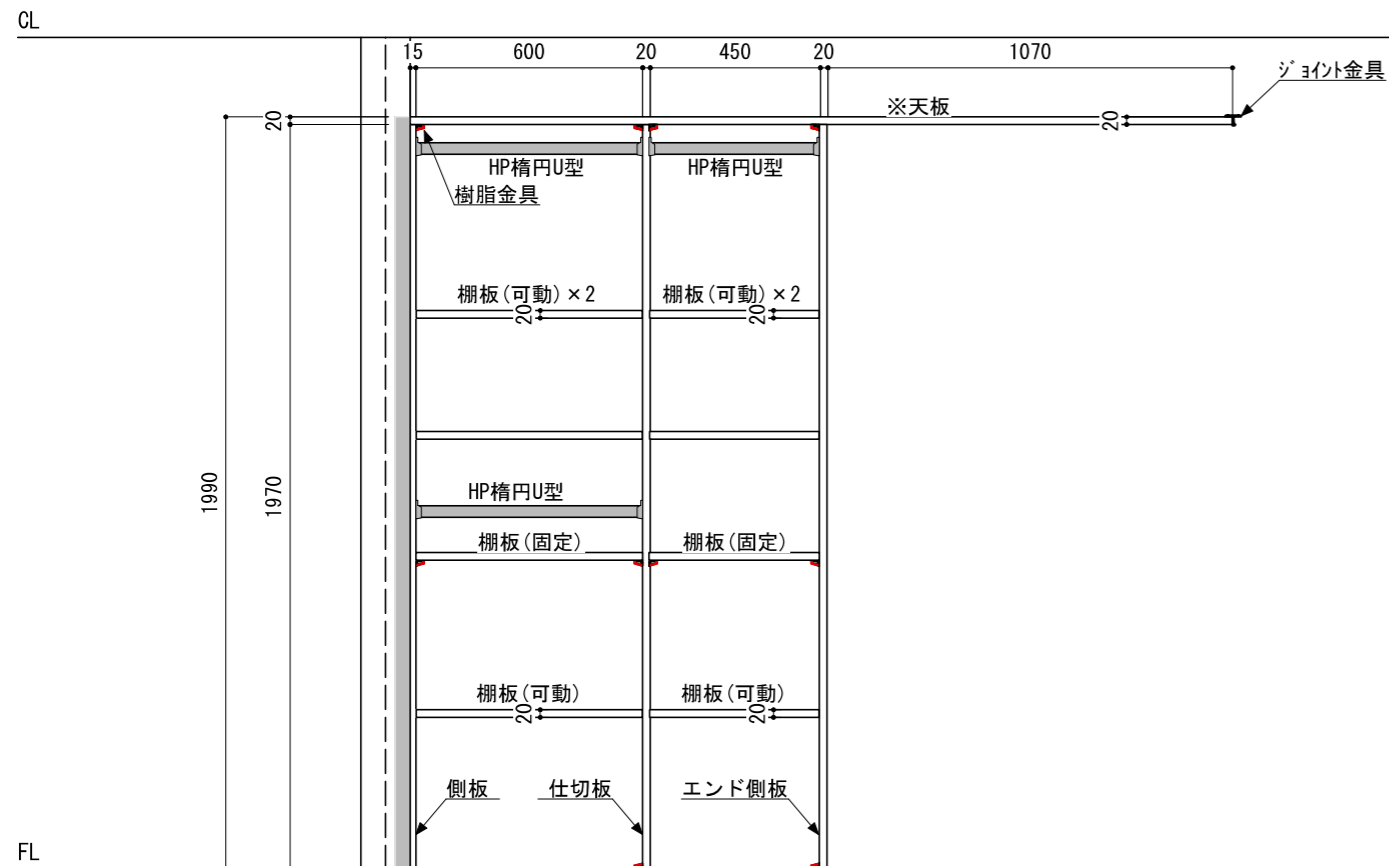 CL
15 600 20 450 20 1070
ジョイント金具
※天板
20
20
HP楕円U型 HP楕円U型
樹脂金具
棚板(可動)×2 棚板(可動)×2
20 20
1990
1970
HP楕円U型
棚板(固定) 棚板(固定)
棚板(可動) 棚板(可動)
20 20
側板 仕切板 エンド側板
FL